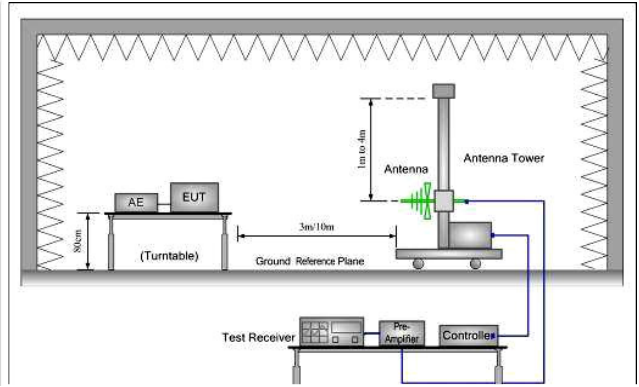 1m to 4m
Antenna
Antenna Tower
AE
EUT
80cm
(Turntable)
3m/10m
Ground Reference Plane
Test Receiver
Pre-
Amplifier
Controller